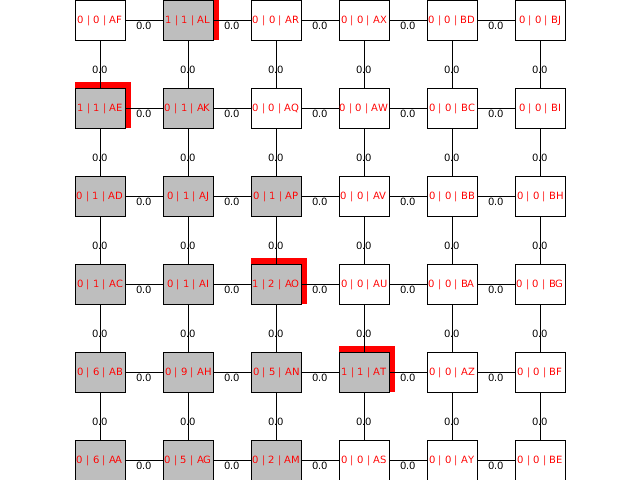 0 | 0 | AF 0.0 1 | 1 | AL 0.0 0 | 0 | AR 0.0 0 | 0 | AX 0.0 0 | 0 | BD 0.0 0 | 0 | BJ
0.0 0.0 0.0 0.0 0.0 0.0
1 | 1 | AE 0.0 0 | 1 | AK 0.0 0 | 0 | AQ 0.0 0 | 0 | AW 0.0 0 | 0 | BC 0.0 0 | 0 | BI
0.0 0.0 0.0 0.0 0.0 0.0
0 | 1 | AD 0.0 0 | 1 | AJ 0.0 0 | 1 | AP 0.0 0 | 0 | AV 0.0 0 | 0 | BB 0.0 0 | 0 | BH
0.0 0.0 0.0 0.0 0.0 0.0
0 | 1 | AC 0.0 0 | 1 | AI 0.0 1 | 2 | AO 0.0 0 | 0 | AU 0.0 0 | 0 | BA 0.0 0 | 0 | BG
0.0 0.0 0.0 0.0 0.0 0.0
0 | 6 | AB 0.0 0 | 9 | AH 0.0 0 | 5 | AN 0.0 1 | 1 | AT 0.0 0 | 0 | AZ 0.0 0 | 0 | BF
0.0 0.0 0.0 0.0 0.0 0.0
0 | 6 | AA 0.0 0 | 5 | AG 0.0 0 | 2 | AM 0.0 0 | 0 | AS 0.0 0 | 0 | AY 0.0 0 | 0 | BE